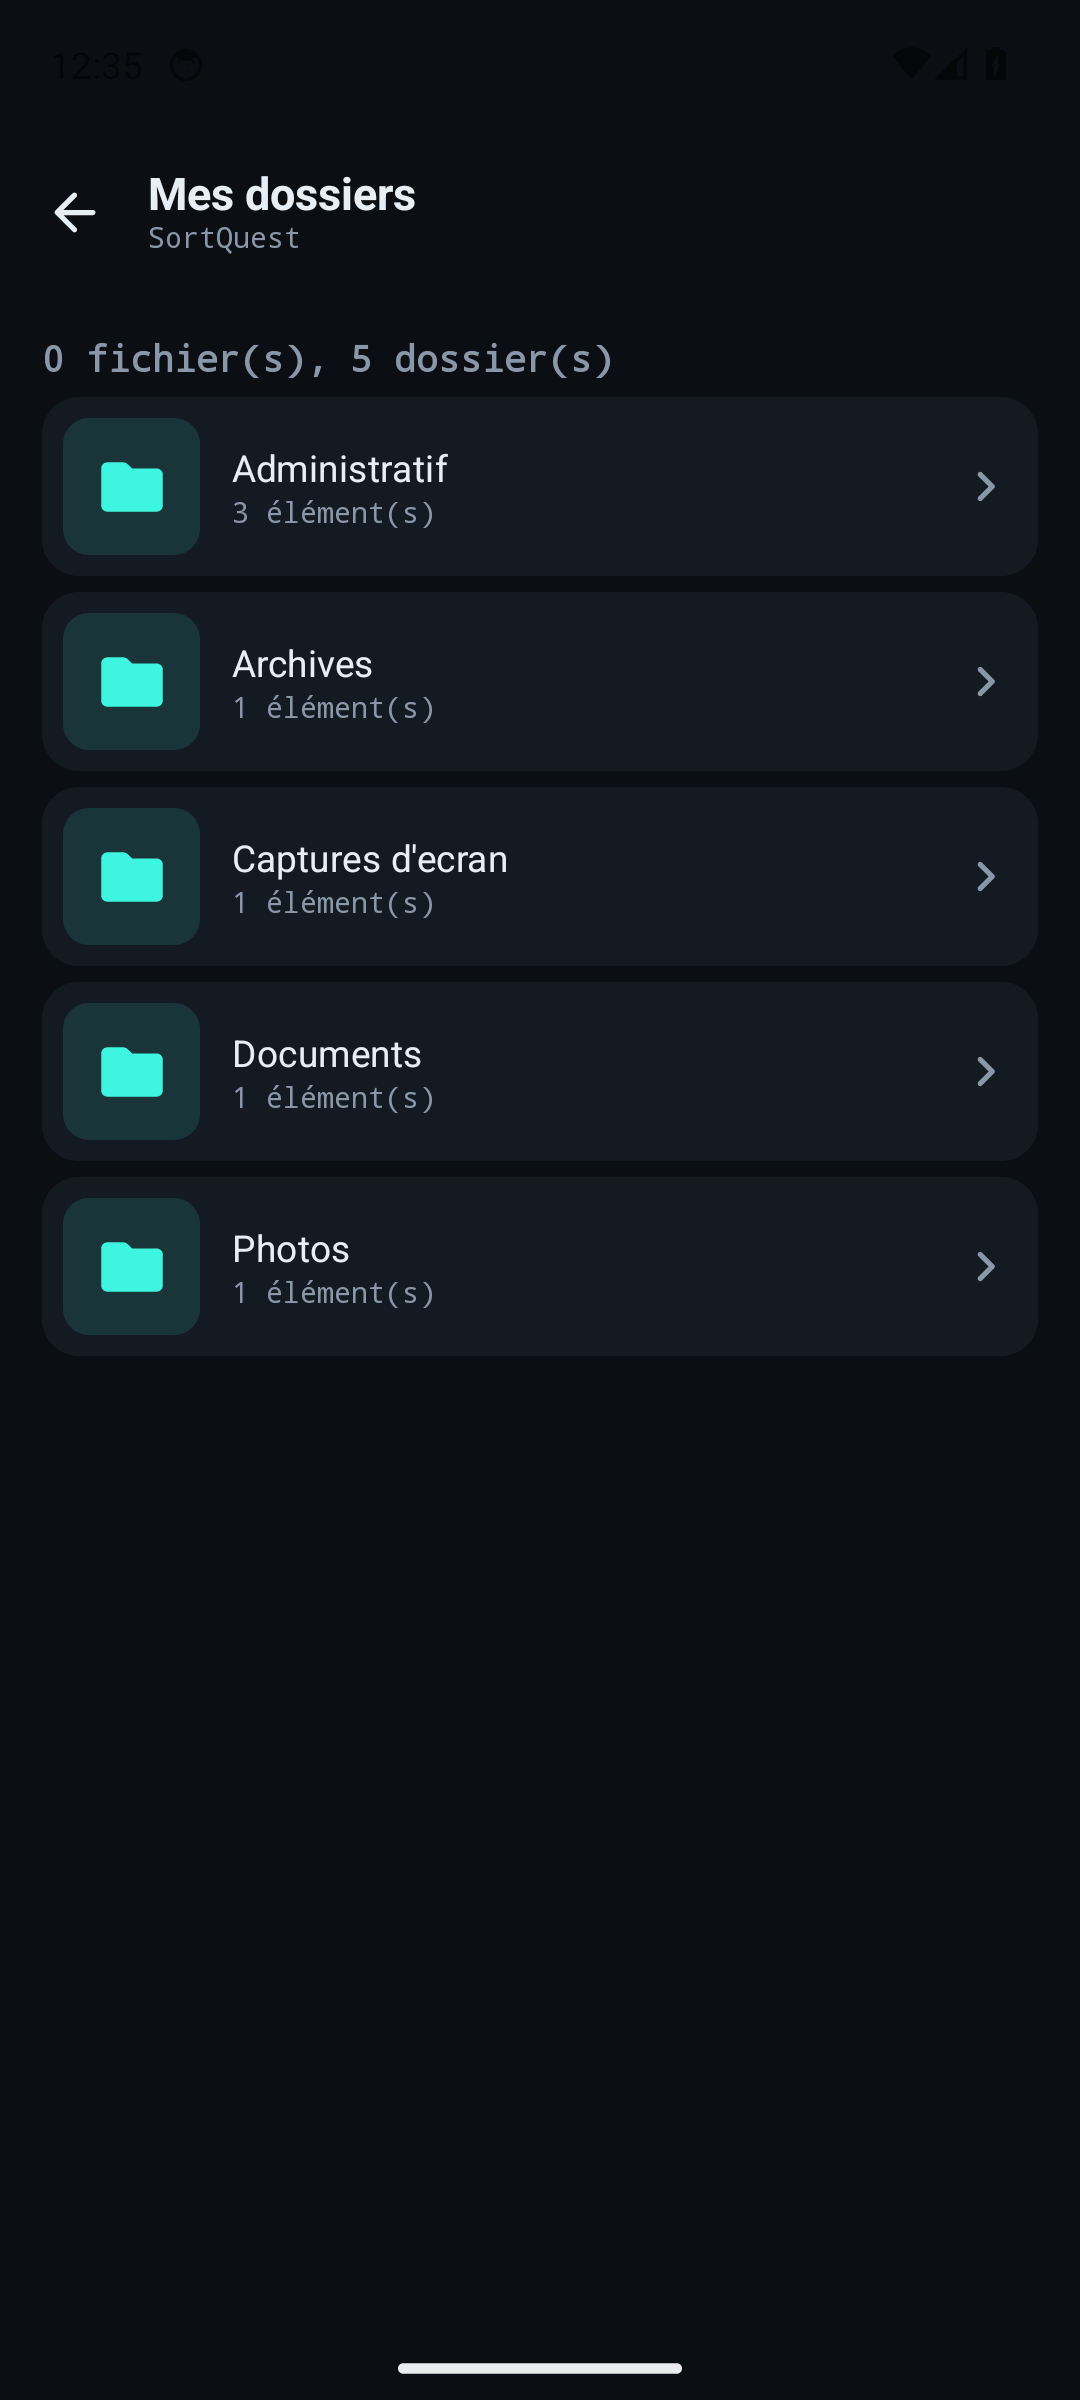 12:35
Mes dossiers
SortQuest
0 fichier(s), 5 dossier(s)
Administratif
3 élément(s)
Archives
1 élément(s)
Captures d'ecran
1 élément(s)
Documents
1 élément(s)
Photos
1 élément(s)